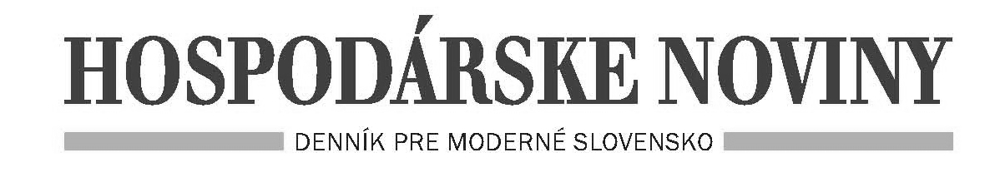 HOSPODÁRSKE NOVINY
DENNÍK PRE MODERNÉ SLOVENSKO